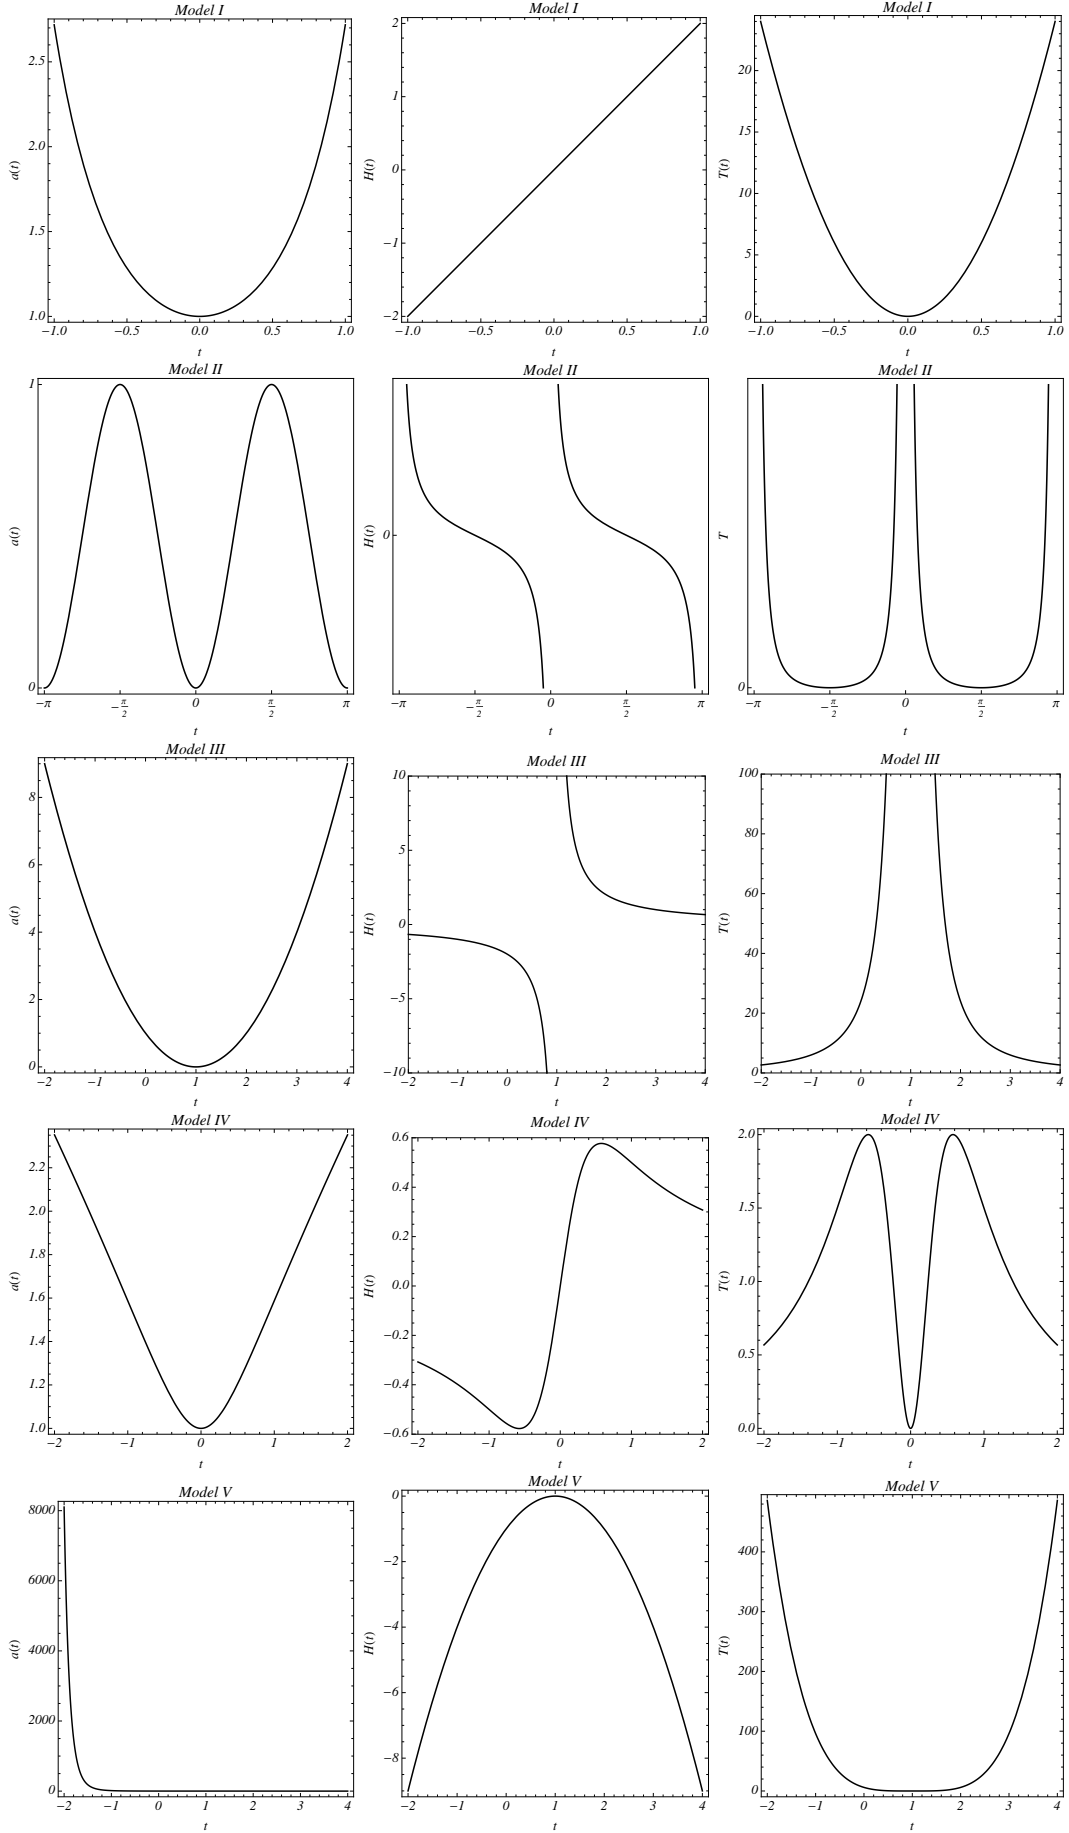 Model I Model I Model I
2.5 2.0 1.5 1.0
a(t)
−1.0 −0.5 0.0 0.5 1.0
t
2 1 0 −1 −2
H(t)
−1.0 −0.5 0.0 0.5 1.0
t
20 15 10 5 0
T(t)
−1.0 −0.5 0.0 0.5 1.0
t
Model II Model II Model II
1 0
a(t)
−π −π/2 0 π/2 π
t
0
H(t)
−π −π/2 0 π/2 π
t
0
T
−π −π/2 0 π/2 π
t
Model III Model III Model III
8 6 4 2 0
a(t)
−2 −1 0 1 2 3 4
t
10 5 0 −5 −10
H(t)
−2 −1 0 1 2 3 4
t
100 80 60 40 20 0
T(t)
−2 −1 0 1 2 3 4
t
Model IV Model IV Model IV
2.2 2.0 1.8 1.6 1.4 1.2 1.0
a(t)
−2 −1 0 1 2
t
0.6 0.4 0.2 0.0 −0.2 −0.4 −0.6
H(t)
−2 −1 0 1 2
t
2.0 1.5 1.0 0.5 0.0
T(t)
−2 −1 0 1 2
t
Model V Model V Model V
8000 6000 4000 2000 0
a(t)
−2 −1 0 1 2 3 4
t
0 −2 −4 −6 −8
H(t)
−2 −1 0 1 2 3 4
t
400 300 200 100 0
T(t)
−2 −1 0 1 2 3 4
t